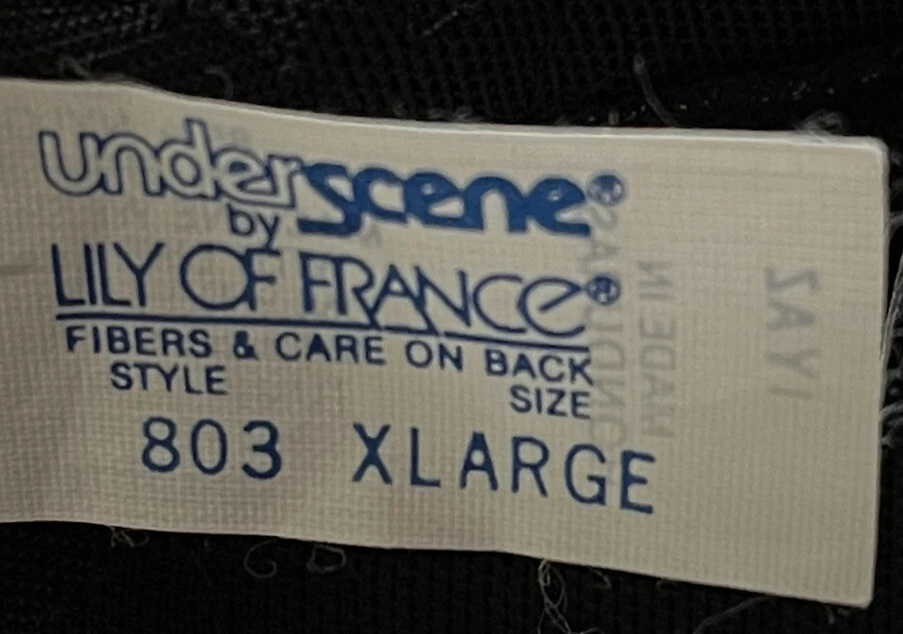 underscene®
by
LILY OF FRANCE®
FIBERS & CARE ON BACK
STYLE SIZE
803 XLARGE